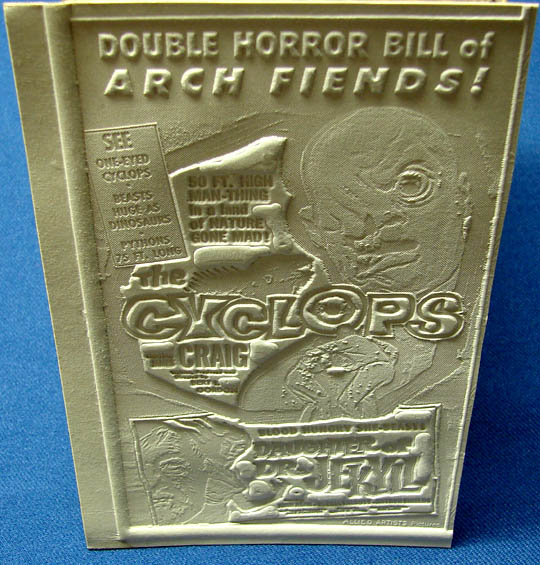 DOUBLE HORROR BILL of
ARCH FIENDS!
SEE
ONE-EYED
CYCLOPS
BEASTS
HUGE AS
DINOSAURS
PYTHONS
75 FT. LONG
50 FT. HIGH
MAN-THING
in a land
of NATURE
GONE MAD!
the
CYCLOPS
CRAIG
BERT I.
BLOOD HUNGRY SHE-BEAST!
DAUGHTER of
DR. JEKYLL
ALLIED ARTISTS Pictures